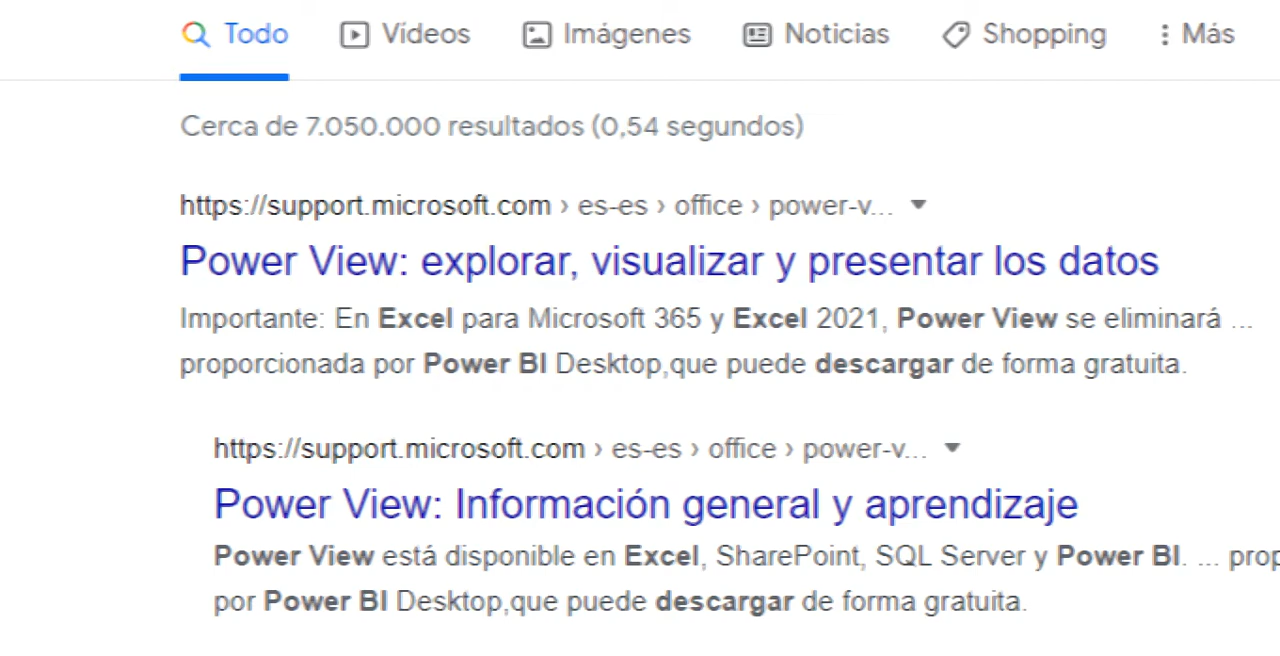 Todo Vídeos Imágenes Noticias Shopping Más
Cerca de 7.050.000 resultados (0,54 segundos)
https://support.microsoft.com › es-es › office › power-v...
Power View: explorar, visualizar y presentar los datos
Importante: En Excel para Microsoft 365 y Excel 2021, Power View se eliminará ...
proporcionada por Power BI Desktop,que puede descargar de forma gratuita.
https://support.microsoft.com › es-es › office › power-v...
Power View: Información general y aprendizaje
Power View está disponible en Excel, SharePoint, SQL Server y Power BI. ... prop
por Power BI Desktop,que puede descargar de forma gratuita.